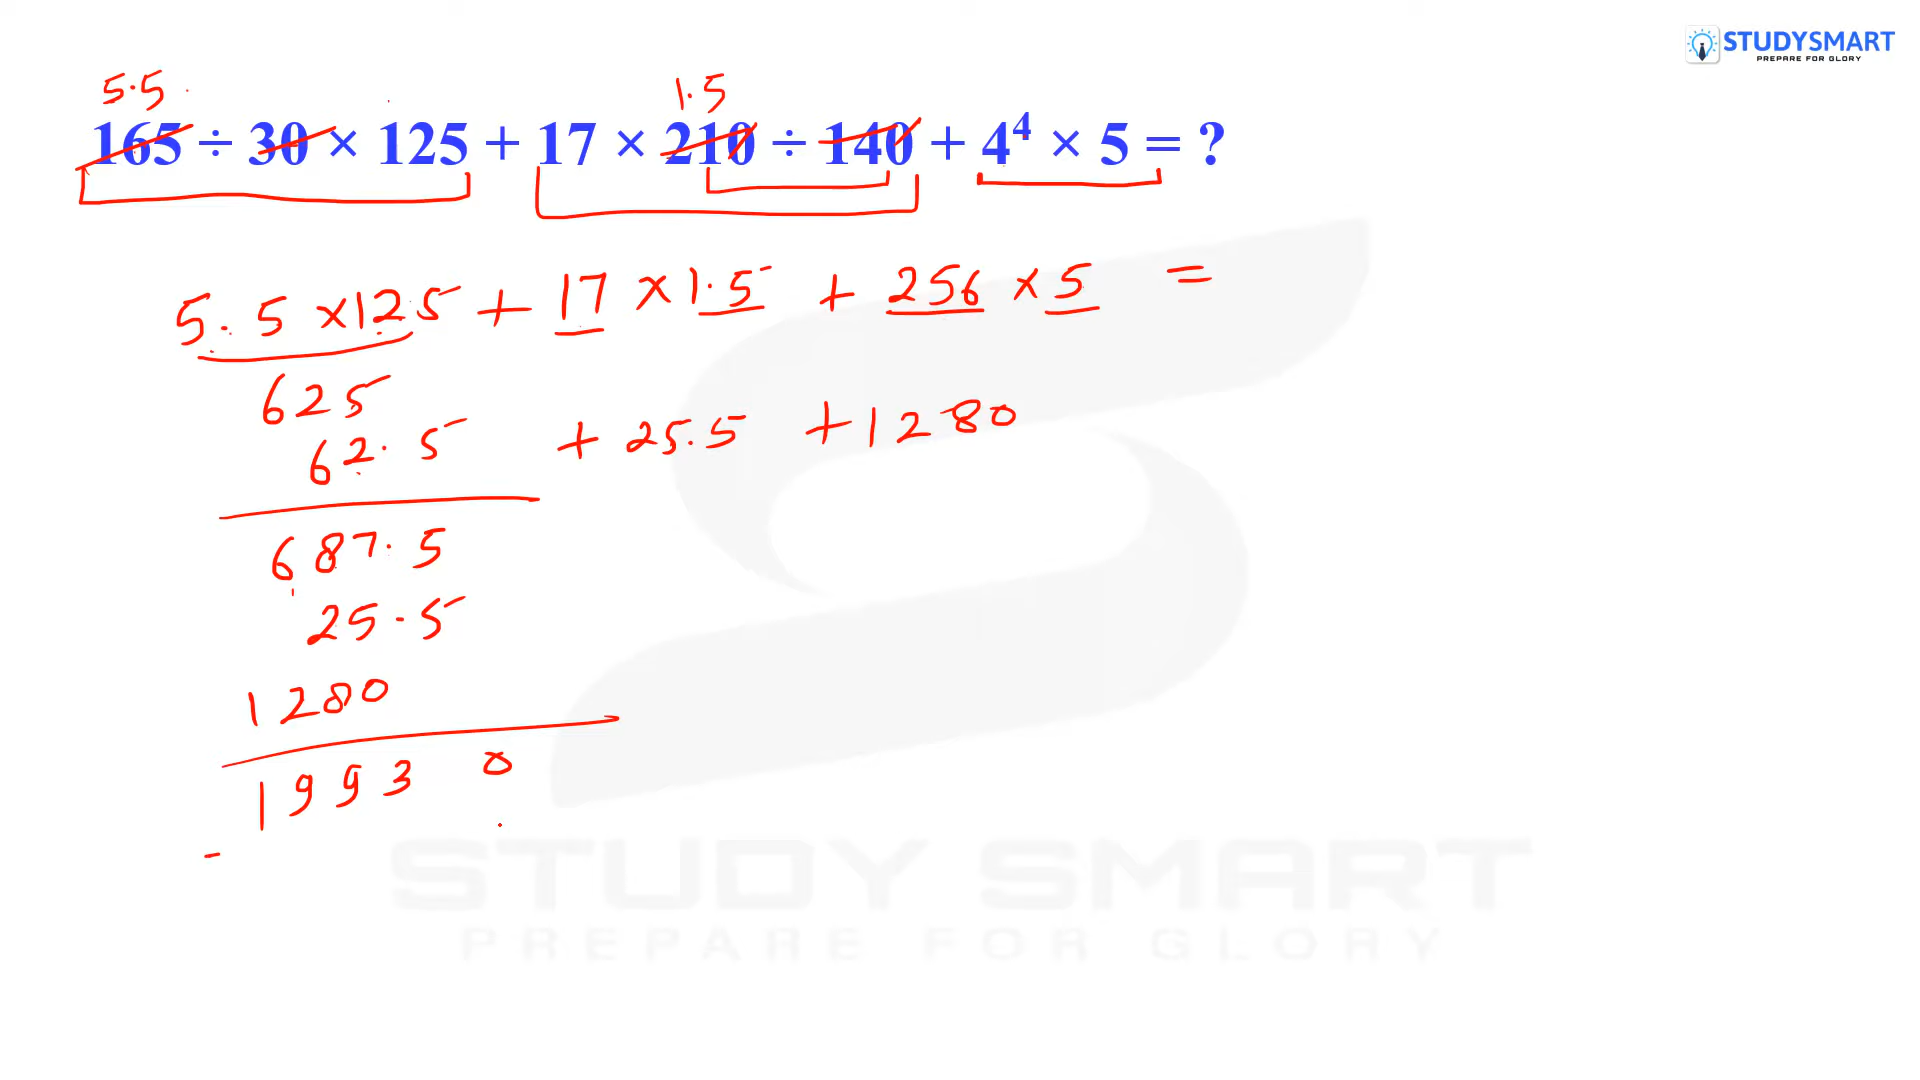 STUDYSMART
PREPARE FOR GLORY
5.5 1.5
165 ÷ 30 × 125 + 17 × 210 ÷ 140 + 4⁴ × 5 = ?
5.5 × 125 + 17 × 1.5 + 256 × 5 =
625
62.5 + 25.5 + 1280
687.5
25.5
1280
1993 0
STUDY SMART
PREPARE FOR GLORY